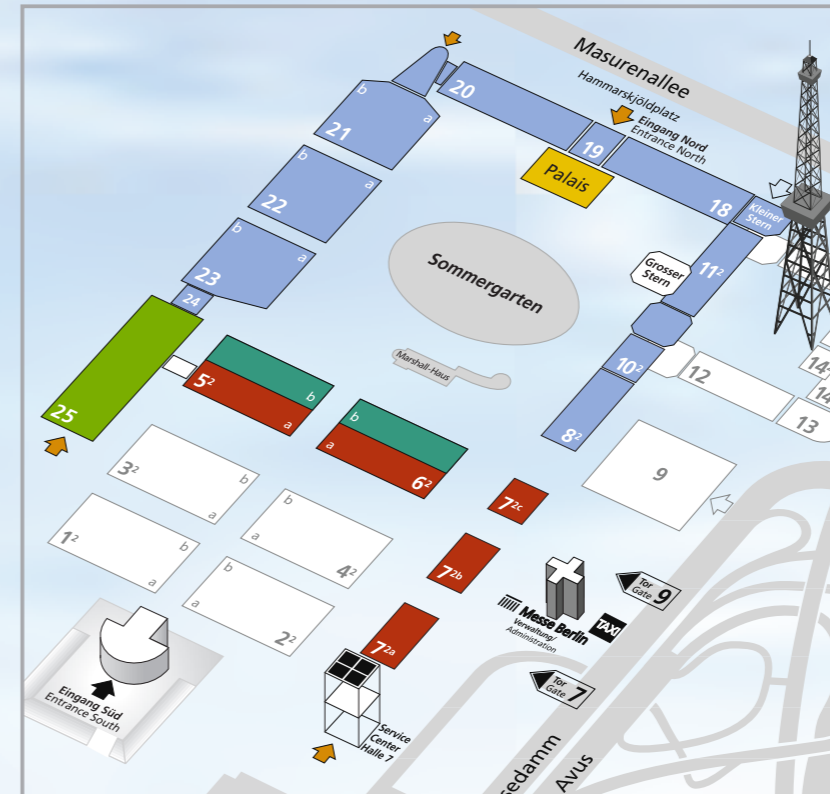 Masurenallee
Hammarskjöldplatz
Eingang Nord
Entrance North
20
19
18
Palais
b
a
21
b
a
22
b
a
23
24
25
Kleiner
Stern
Grosser
Stern
11²
10²
8²
12
14
14
13
9
Sommergarten
Marshall-Haus
5²
b
a
b
a
6²
3²
b
a
1²
b
a
b
a
4²
b
a
2²
7²ᶜ
7²ᵇ
7²ᵃ
Messe Berlin
Verwaltung/
Administration
TAXI
Tor
Gate 9
Tor
Gate 7
Eingang Süd
Entrance South
Service
Center
Halle 7
sedamm
Avus